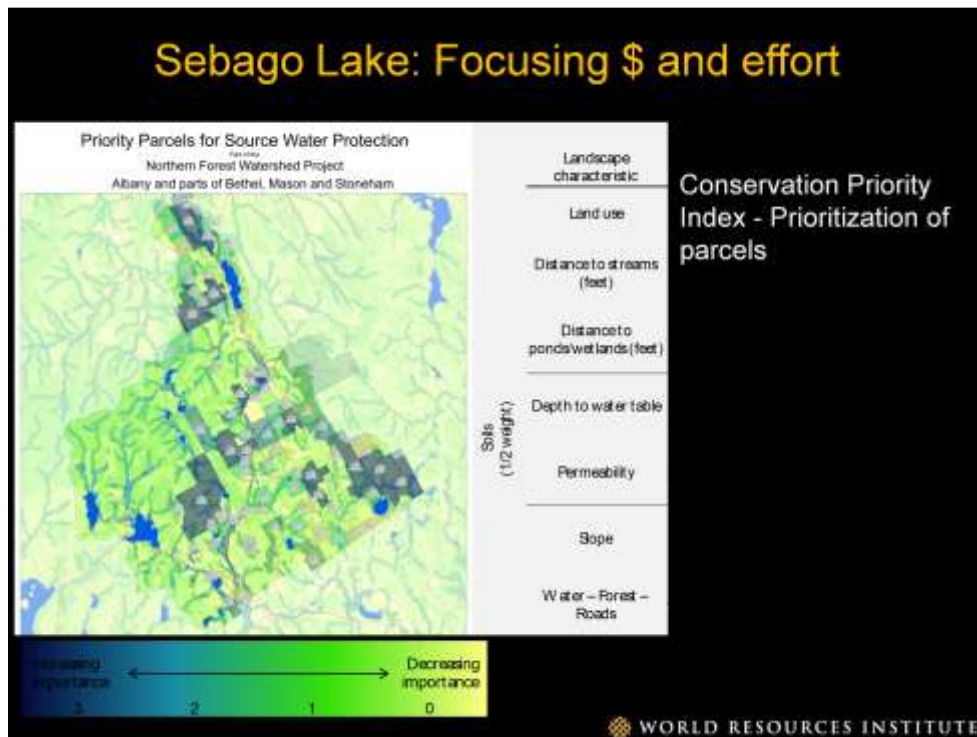 Sebago Lake: Focusing $ and effort
Priority Parcels for Source Water Protection
Northern Forest Watershed Project
Albany and parts of Bethel, Mason and Stoneham
Landscape
characteristic
Land use
Distance to streams
(feet)
Distance to
ponds/wetlands (feet)
Soils
(1/2 weight)
Depth to water table
Permeability
Slope
Water – Forest –
Roads
Conservation Priority
Index - Prioritization of
parcels
Increasing
importance
Decreasing
importance
3 2 1 0
WORLD RESOURCES INSTITUTE